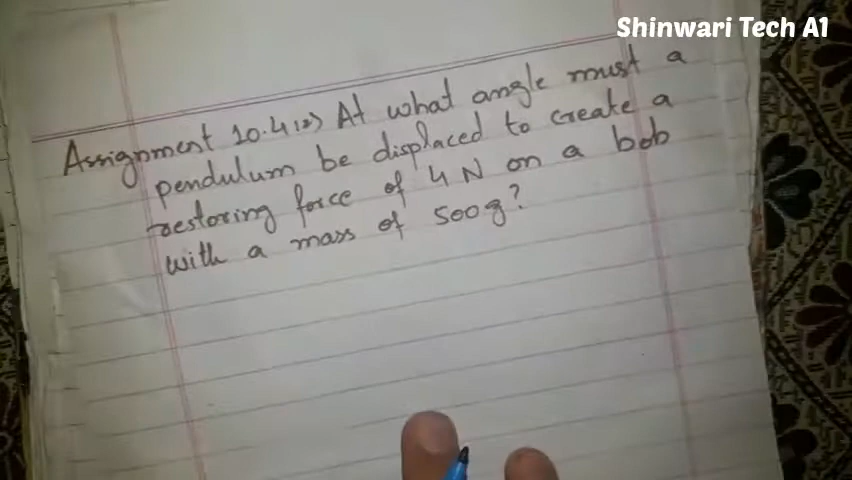 Shinwari Tech A1
Assignment 10.4(2) At what angle must a
pendulum be displaced to create a
restoring force of 4N on a bob
with a mass of 500g?